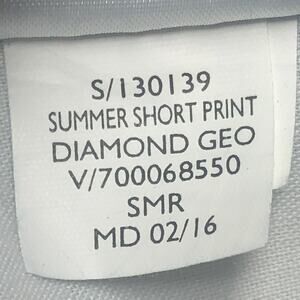 S/130139
SUMMER SHORT PRINT
DIAMOND GEO
V/700068550
SMR
MD 02/16